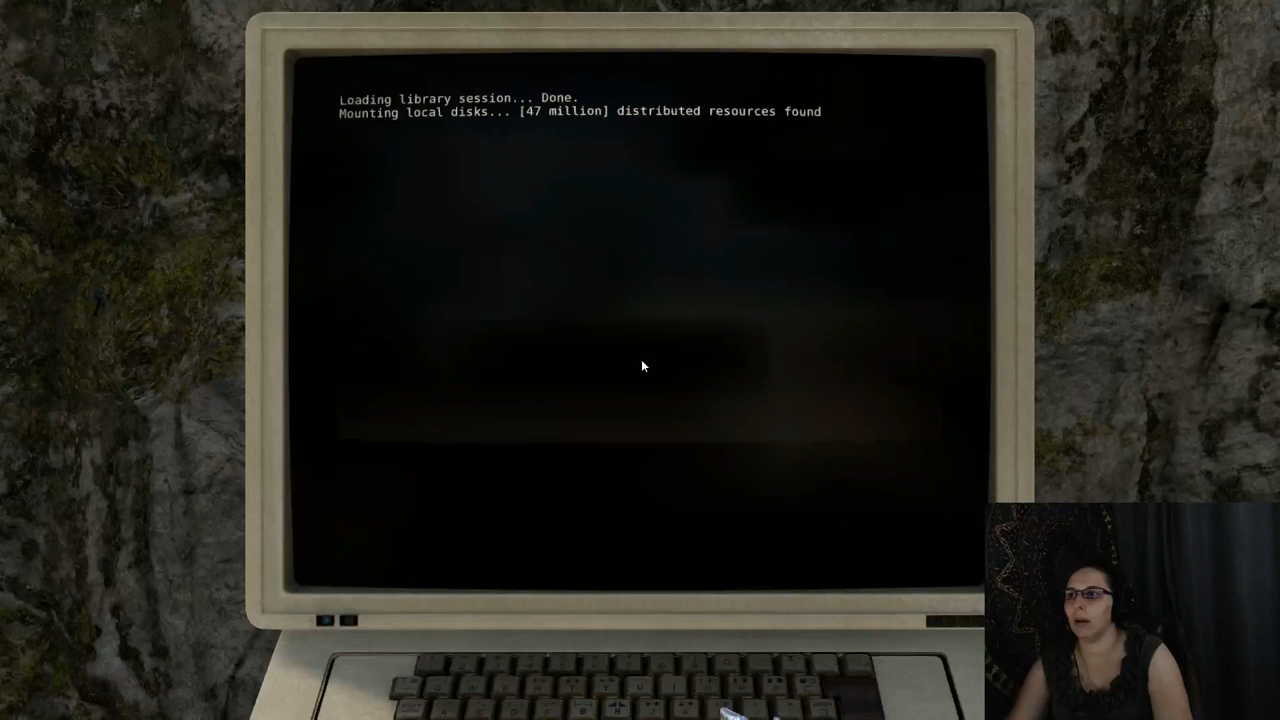 Loading library session... Done.
Mounting local disks... [47 million] distributed resources found